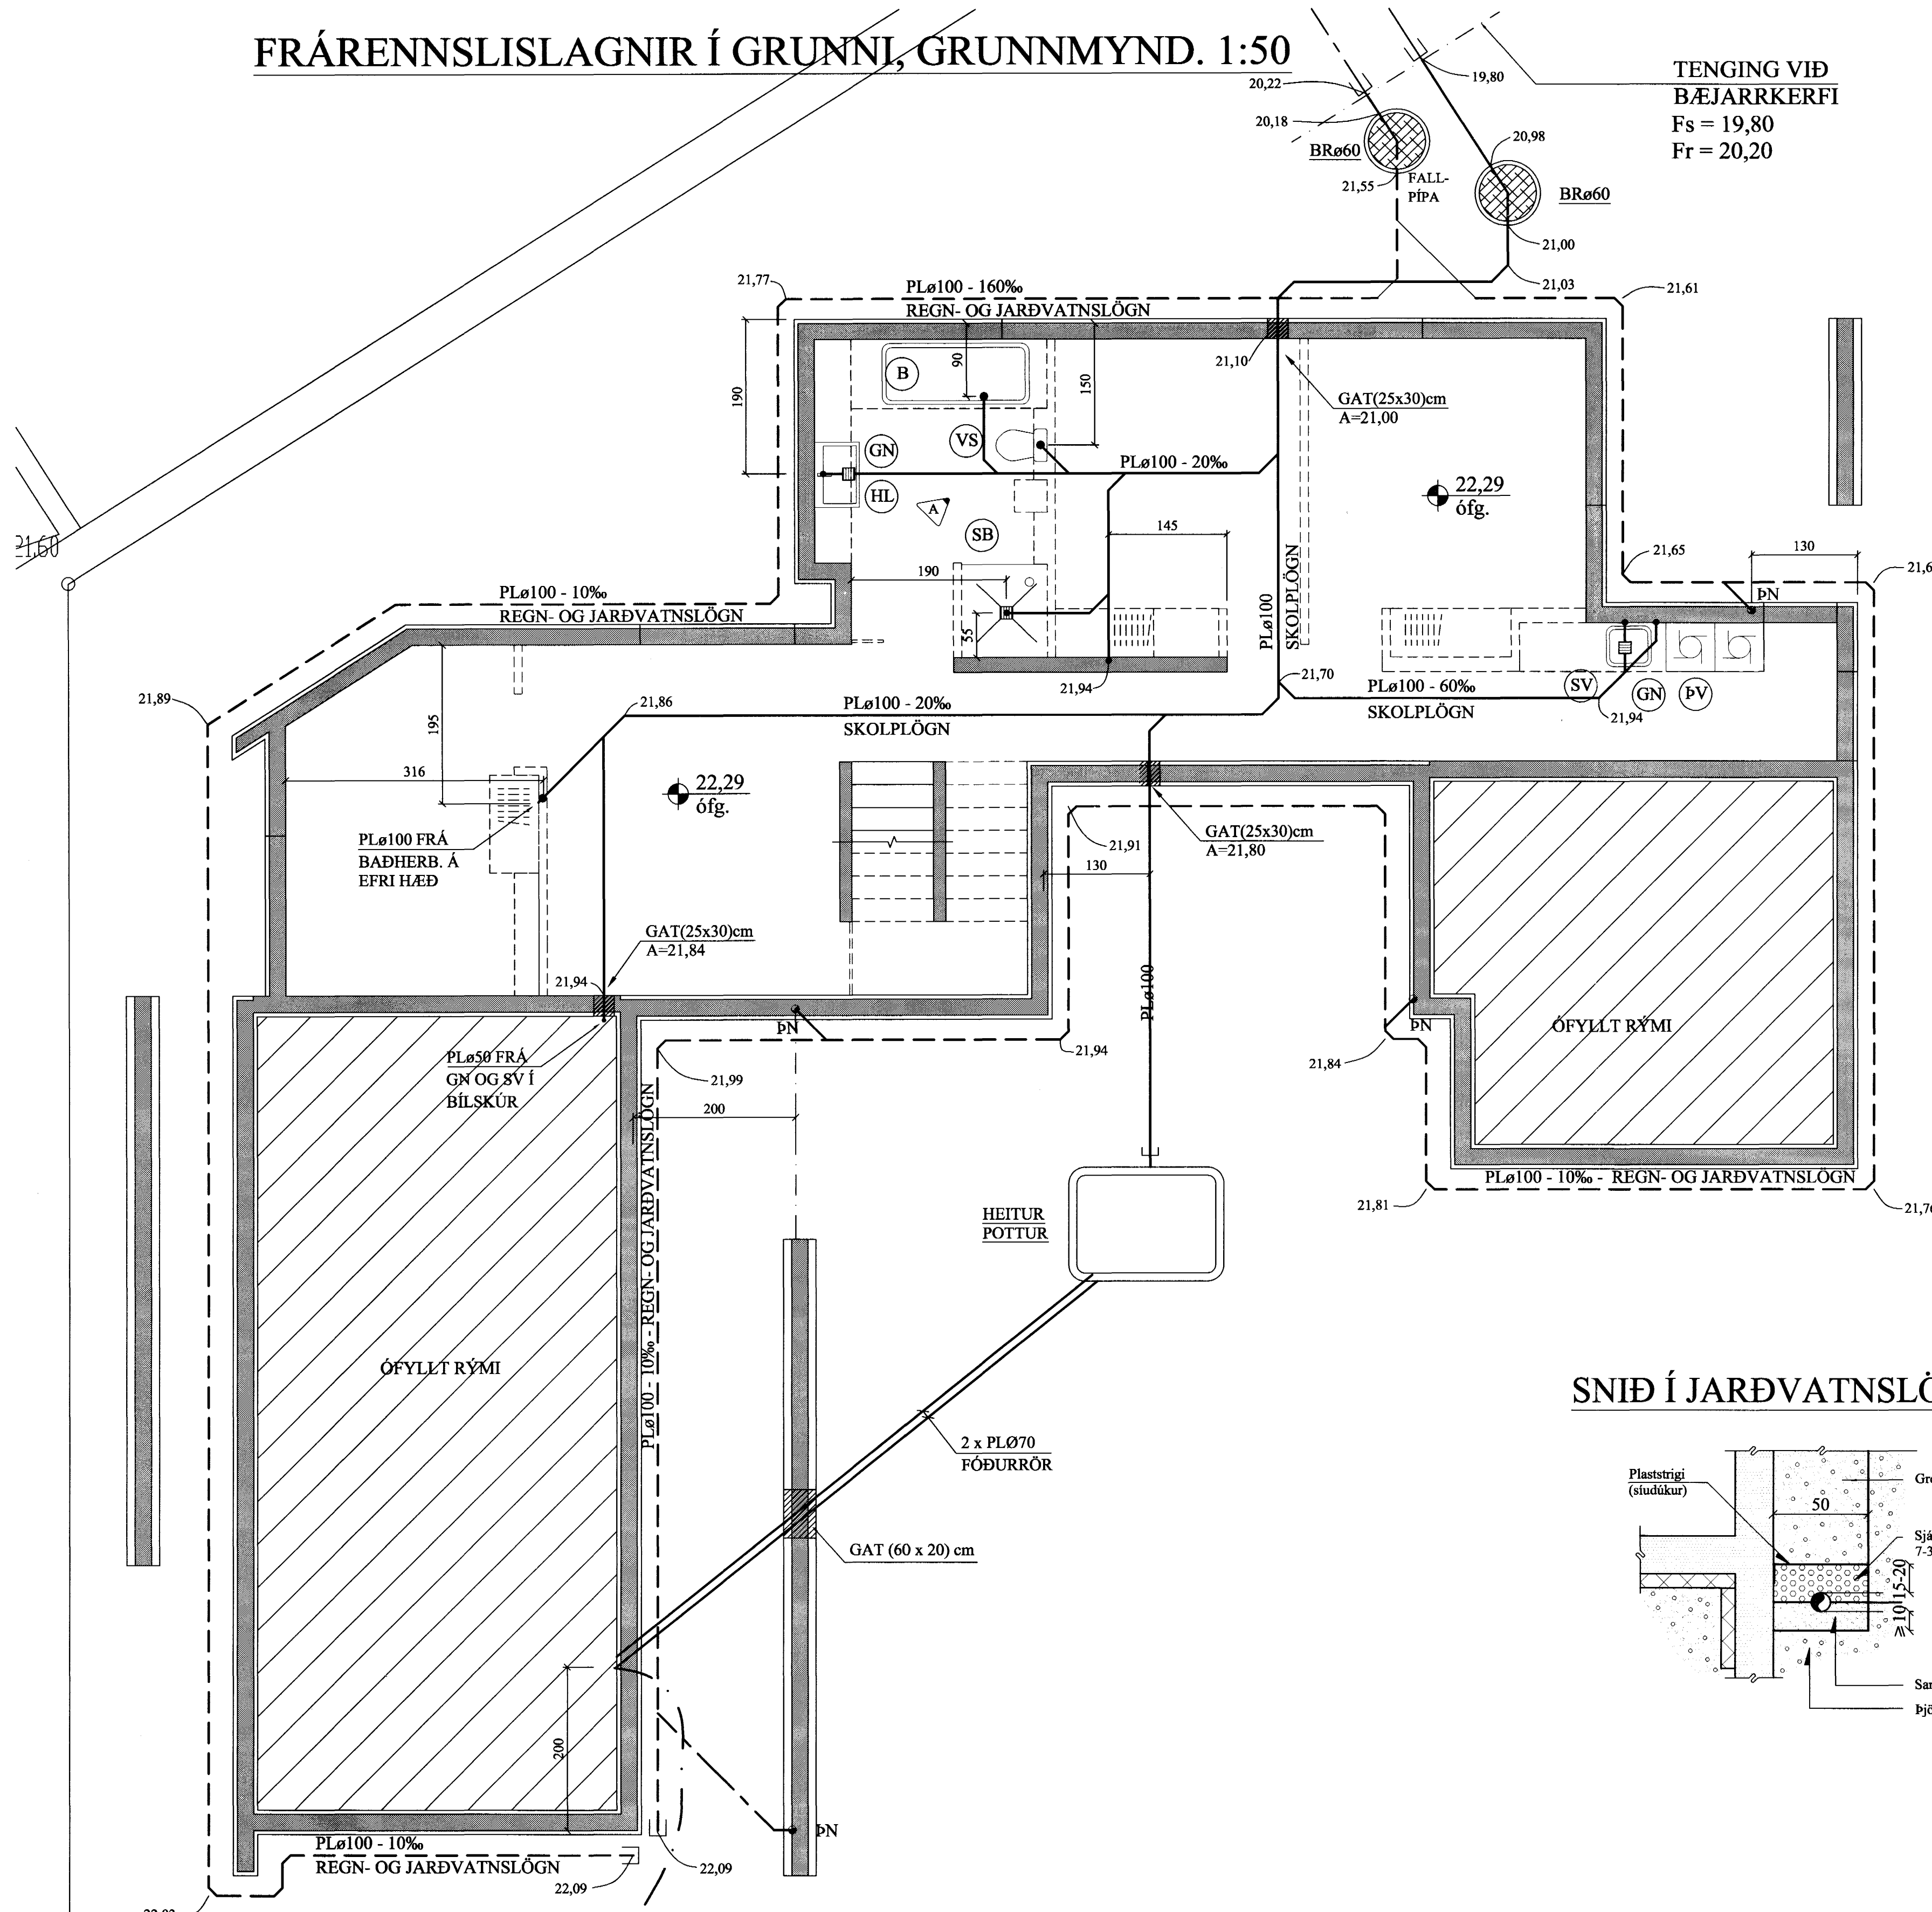 FRÁRENNSLISLAGNIR Í GRUNNI, GRUNNMYND. 1:50
TENGING VIÐ
BÆJARRKERFI
Fs = 19,80
Fr = 20,20
20,22
19,80
20,18
20,98
BRø60
21,55
FALL-
PÍPA
BRø60
21,00
21,03
21,77
PLø100 - 160‰
REGN- OG JARÐVATNSLÖGN
21,61
190
90
150
21,10
GAT(25x30)cm
A=21,00
B
GN
VS
HL
A
SB
PLø100 - 20‰
22,29
ófg.
145
190
55
21,60
PLø100 - 10‰
REGN- OG JARÐVATNSLÖGN
PLø100
SKOLPLÖGN
21,65
130
ÞN
21,89
195
21,86
PLø100 - 20‰
SKOLPLÖGN
21,94
21,70
PLø100 - 60‰
SKOLPLÖGN
SV
GN
ÞV
21,94
316
22,29
ófg.
PLø100 FRÁ
BAÐHERB. Á
EFRI HÆÐ
21,91
130
GAT(25x30)cm
A=21,80
GAT(25x30)cm
A=21,84
21,94
PLø100
ÞN
ÞN
ÓFYLLT RÝMI
PLø50 FRÁ
GN OG SV Í
BÍLSKÚR
21,99
21,94
21,84
200
PLø100 - 10‰ - REGN- OG JARÐVATNSLÖGN
PLø100 - 10‰ - REGN- OG JARÐVATNSLÖGN
21,81
HEITUR
POTTUR
ÓFYLLT RÝMI
2 x PLØ70
FÓÐURRÖR
GAT (60 x 20) cm
200
ÞN
PLø100 - 10‰
REGN- OG JARÐVATNSLÖGN
22,09
22,09
SNIÐ Í JARÐVATNSLÖ
Plaststrigi
(síudúkur)
50
15-20
≥10